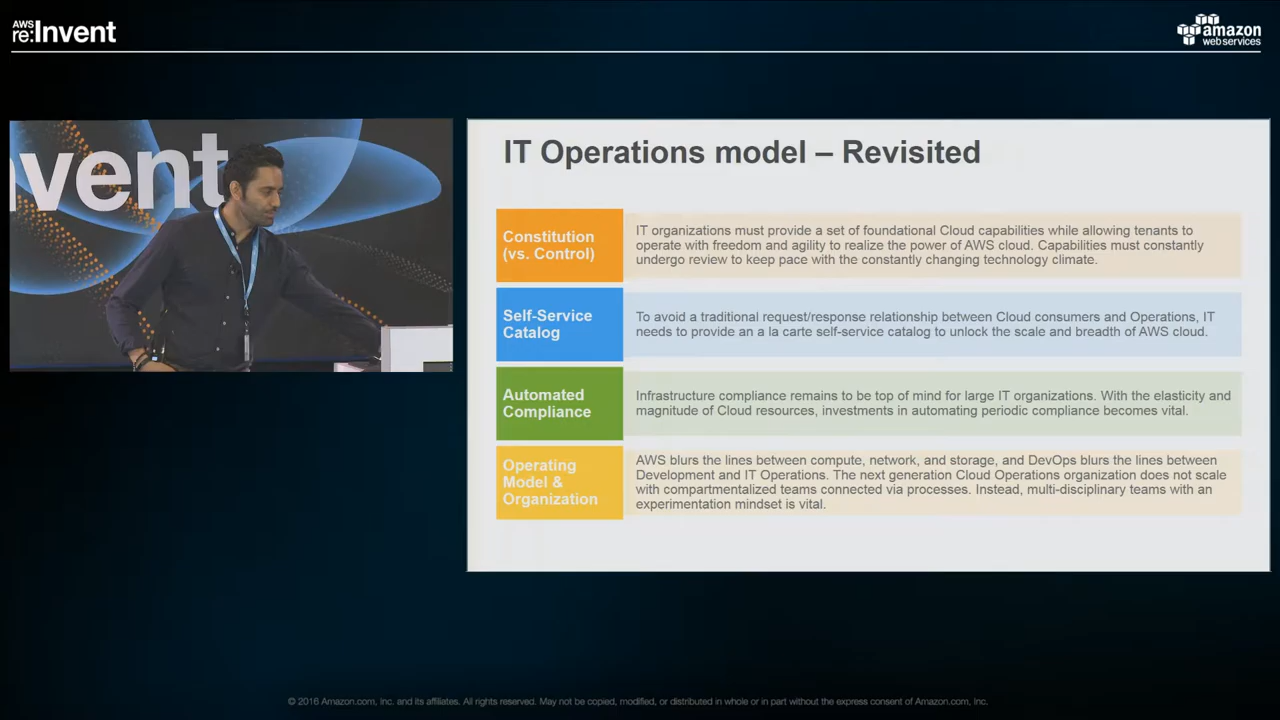 AWS
re:Invent
amazon
web services
nvent
IT Operations model – Revisited
Constitution
(vs. Control)
IT organizations must provide a set of foundational Cloud capabilities while allowing tenants to
operate with freedom and agility to realize the power of AWS cloud. Capabilities must constantly
undergo review to keep pace with the constantly changing technology climate.
Self-Service
Catalog
To avoid a traditional request/response relationship between Cloud consumers and Operations, IT
needs to provide an a la carte self-service catalog to unlock the scale and breadth of AWS cloud.
Automated
Compliance
Infrastructure compliance remains to be top of mind for large IT organizations. With the elasticity and
magnitude of Cloud resources, investments in automating periodic compliance becomes vital.
Operating
Model &
Organization
AWS blurs the lines between compute, network, and storage, and DevOps blurs the lines between
Development and IT Operations. The next generation Cloud Operations organization does not scale
with compartmentalized teams connected via processes. Instead, multi-disciplinary teams with an
experimentation mindset is vital.
© 2016 Amazon.com, Inc. and its affiliates. All rights reserved. May not be copied, modified, or distributed in whole or in part without the express consent of Amazon.com, Inc.